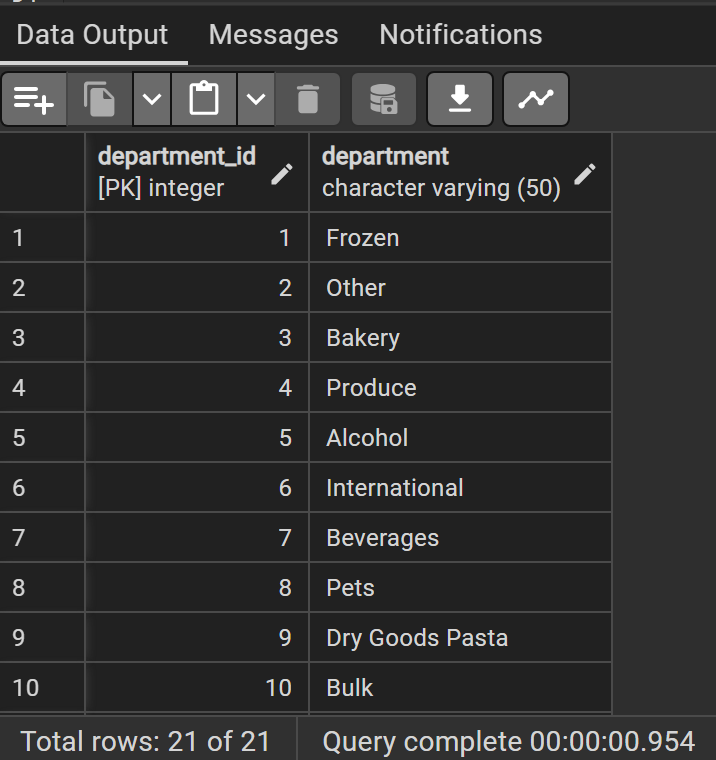 Data Output Messages Notifications
department_id department
[PK] integer character varying (50)
1 1 Frozen
2 2 Other
3 3 Bakery
4 4 Produce
5 5 Alcohol
6 6 International
7 7 Beverages
8 8 Pets
9 9 Dry Goods Pasta
10 10 Bulk
Total rows: 21 of 21 Query complete 00:00:00.954